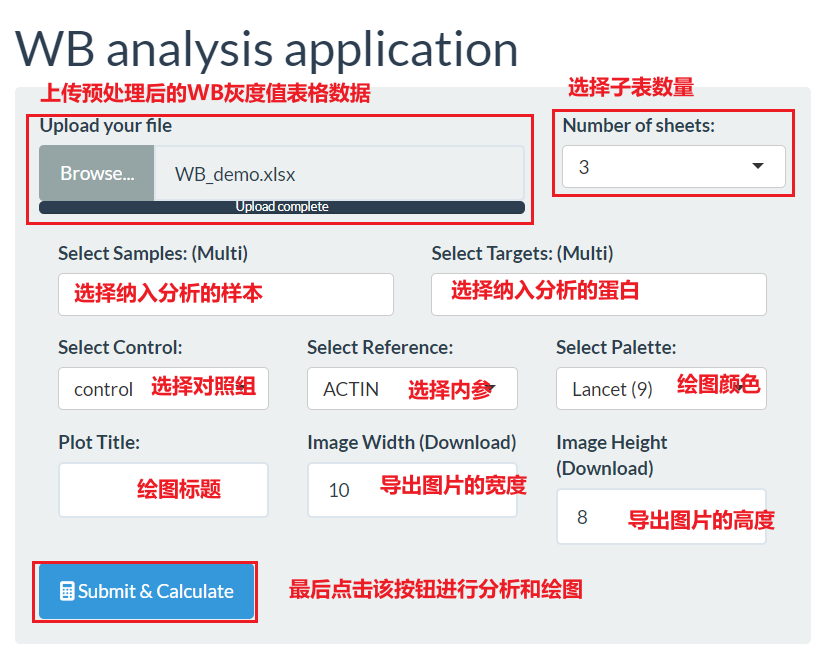 WB analysis application
上传预处理后的WB灰度值表格数据
选择子表数量
Upload your file
Number of sheets:
Browse... WB_demo.xlsx
3
Upload complete
Select Samples: (Multi)
Select Targets: (Multi)
选择纳入分析的样本
选择纳入分析的蛋白
Select Control:
Select Reference:
Select Palette:
control 选择对照组
ACTIN 选择内参
Lancet (9) 绘图颜色
Plot Title:
Image Width (Download)
Image Height
(Download)
绘图标题
10 导出图片的宽度
8 导出图片的高度
Submit & Calculate
最后点击该按钮进行分析和绘图